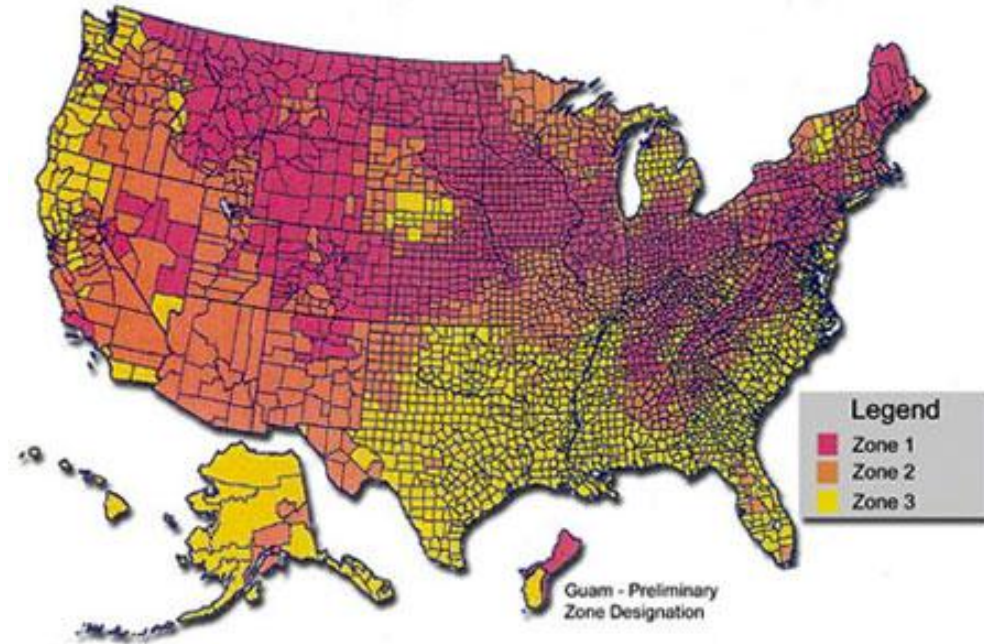 Legend
Zone 1
Zone 2
Zone 3
Guam - Preliminary
Zone Designation